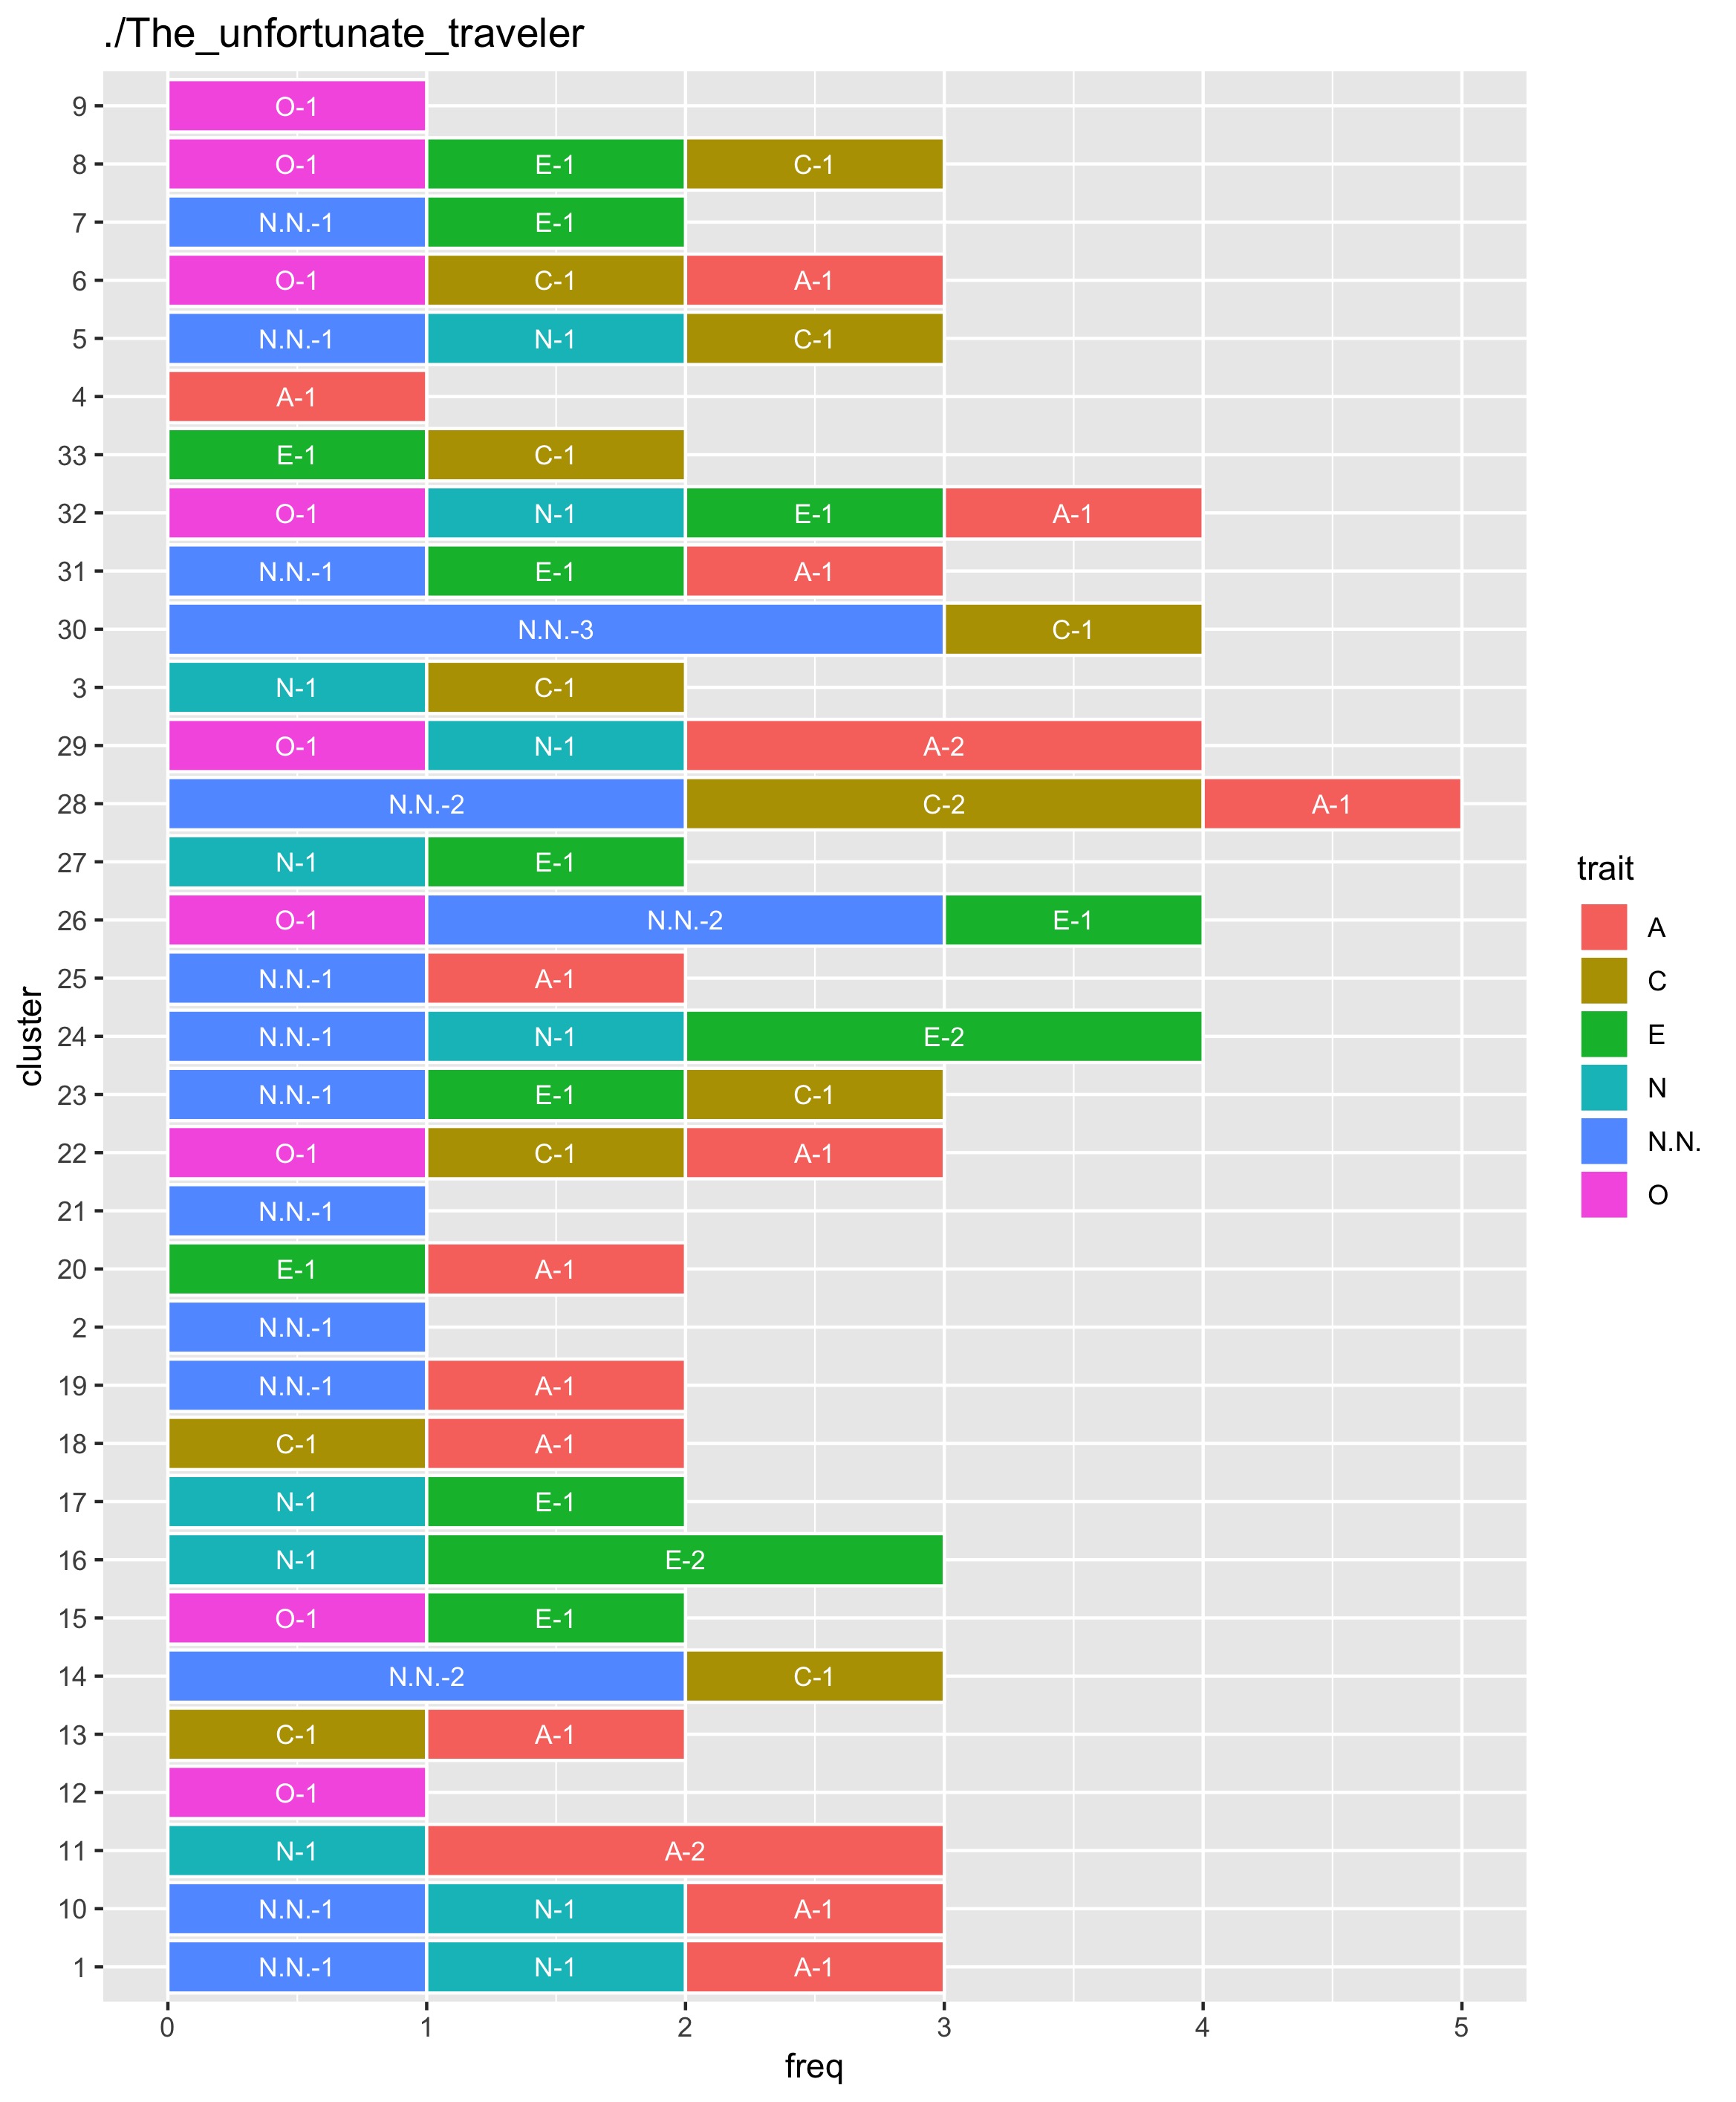 ./The_unfortunate_traveler
9 O-1
8 O-1 E-1 C-1
7 N.N.-1 E-1
6 O-1 C-1 A-1
5 N.N.-1 N-1 C-1
4 A-1
33 E-1 C-1
32 O-1 N-1 E-1 A-1
31 N.N.-1 E-1 A-1
30 N.N.-3 C-1
3 N-1 C-1
29 O-1 N-1 A-2
28 N.N.-2 C-2 A-1
27 N-1 E-1
26 O-1 N.N.-2 E-1
25 N.N.-1 A-1
24 N.N.-1 N-1 E-2
23 N.N.-1 E-1 C-1
22 O-1 C-1 A-1
21 N.N.-1
20 E-1 A-1
2 N.N.-1
19 N.N.-1 A-1
18 C-1 A-1
17 N-1 E-1
16 N-1 E-2
15 O-1 E-1
14 N.N.-2 C-1
13 C-1 A-1
12 O-1
11 N-1 A-2
10 N.N.-1 N-1 A-1
1 N.N.-1 N-1 A-1
0 1 2 3 4 5
freq
cluster
trait
A
C
E
N
N.N.
O